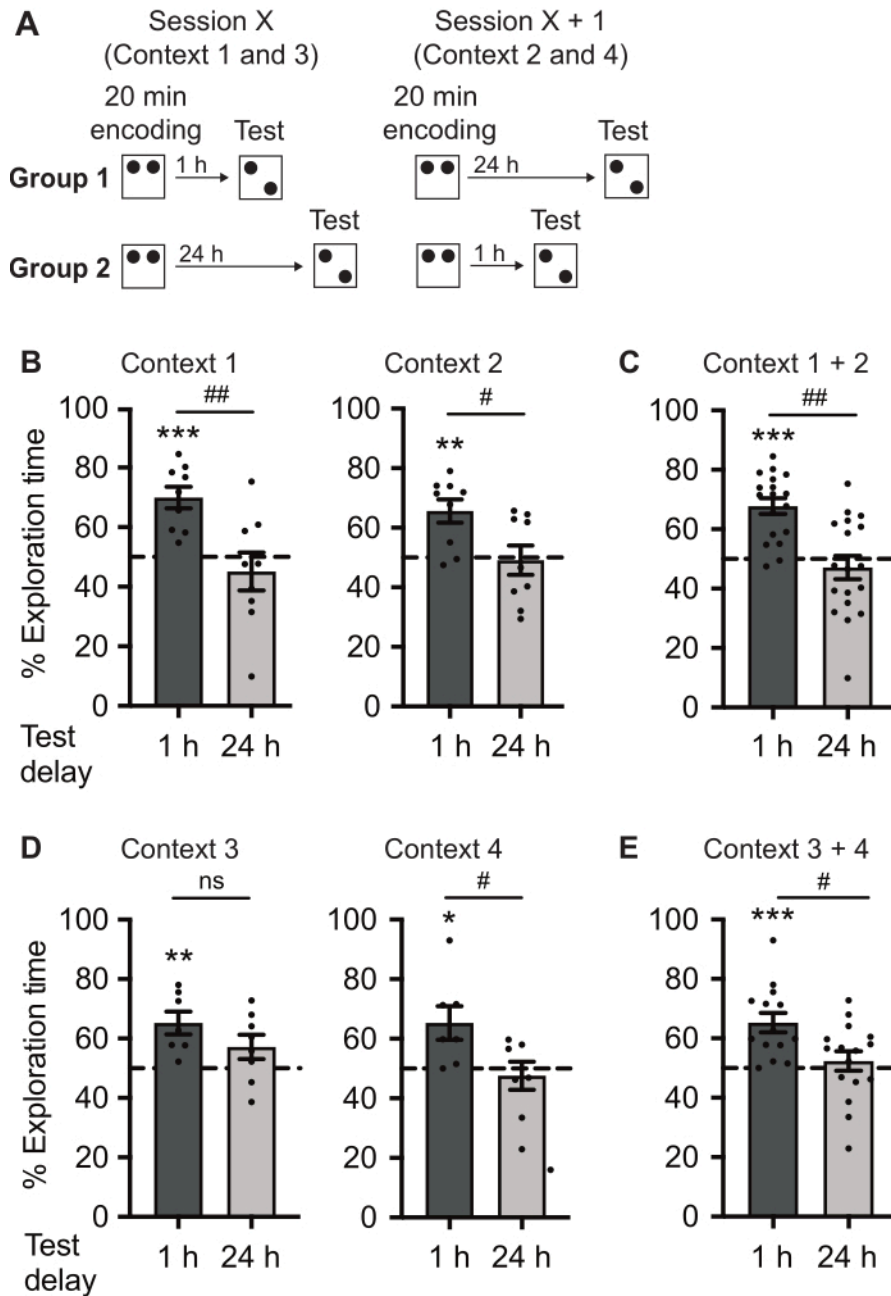 A
Session X
(Context 1 and 3)
Session X + 1
(Context 2 and 4)
20 min
encoding
Test
20 min
encoding
Test
Group 1
1 h
24 h
Test
Test
Group 2
24 h
1 h
B
Context 1
Context 2
C
Context 1 + 2
##
#
##
***
**
***
% Exploration time
100
80
60
40
20
0
100
80
60
40
20
0
100
80
60
40
20
0
Test
delay
1 h
24 h
1 h
24 h
1 h
24 h
D
Context 3
Context 4
E
Context 3 + 4
ns
#
#
**
*
***
% Exploration time
100
80
60
40
20
0
100
80
60
40
20
0
100
80
60
40
20
0
Test
delay
1 h
24 h
1 h
24 h
1 h
24 h